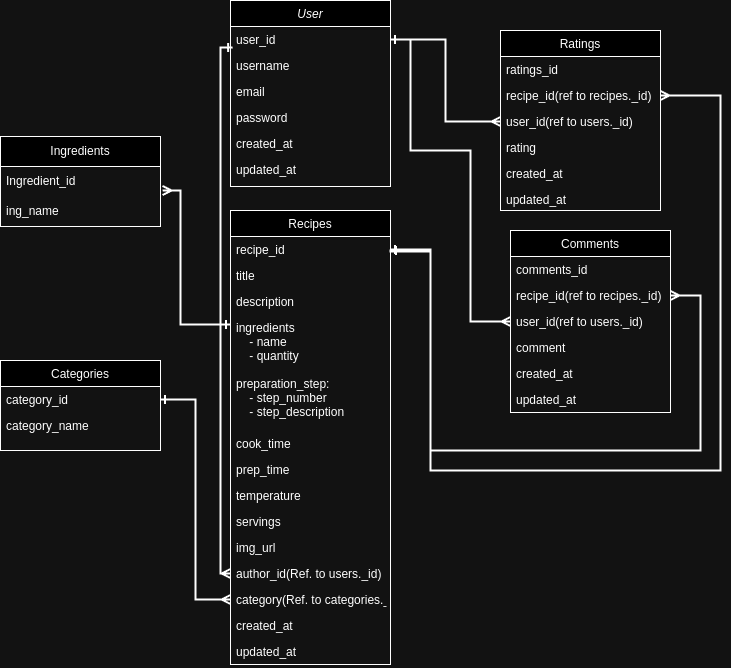 User
user_id
username
email
password
created_at
updated_at
Ratings
ratings_id
recipe_id(ref to recipes._id)
user_id(ref to users._id)
rating
created_at
updated_at
Ingredients
Ingredient_id
ing_name
Recipes
recipe_id
title
description
ingredients
- name
- quantity
preparation_step:
- step_number
- step_description
cook_time
prep_time
temperature
servings
img_url
author_id(Ref. to users._id)
category(Ref. to categories._
created_at
updated_at
Comments
comments_id
recipe_id(ref to recipes._id)
user_id(ref to users._id)
comment
created_at
updated_at
Categories
category_id
category_name